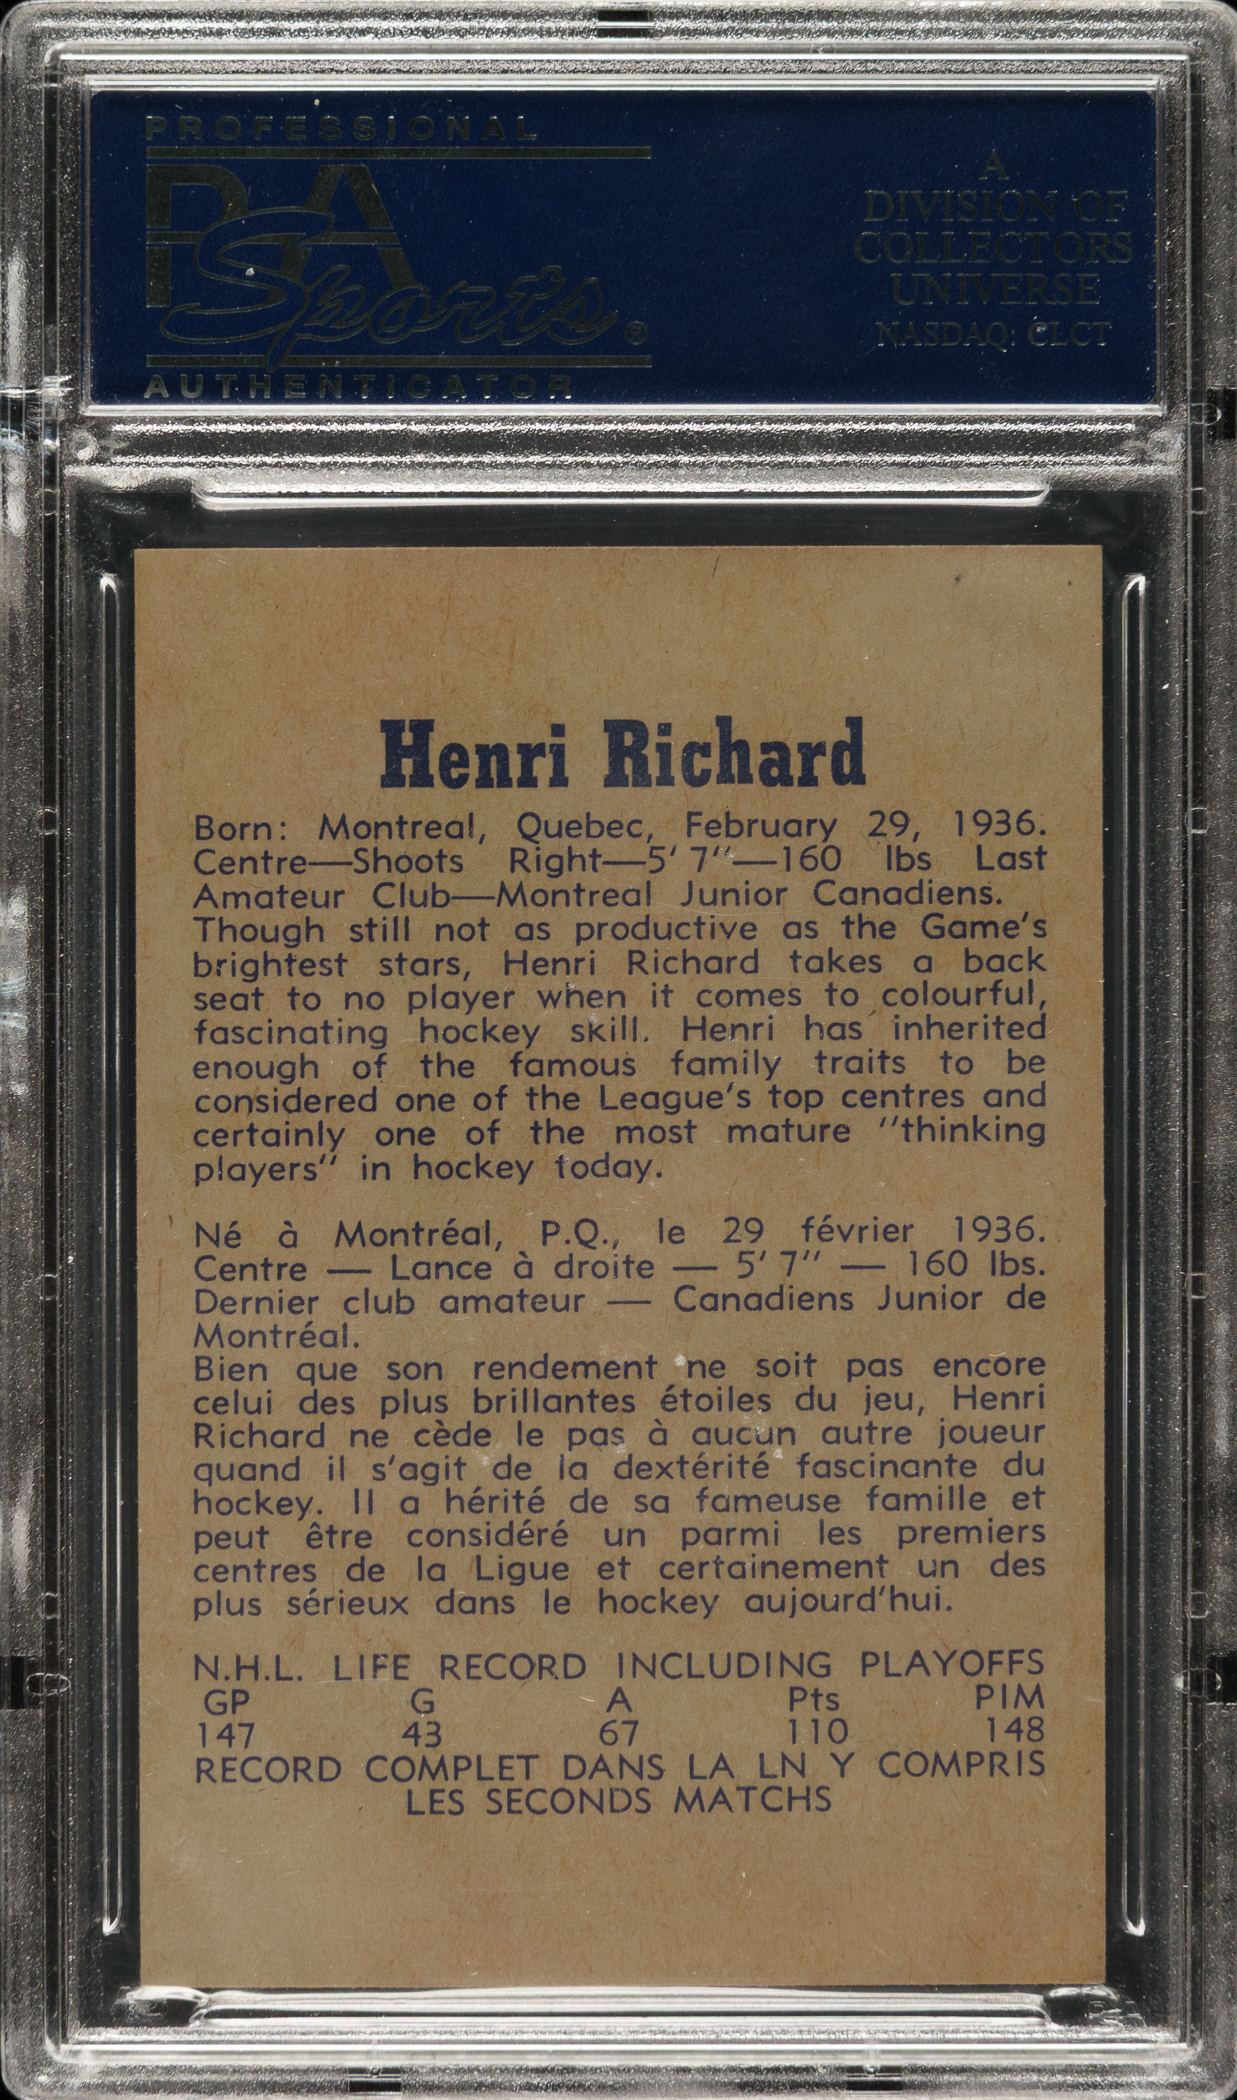 PROFESSIONAL
PSA
Sports®
AUTHENTICATOR
A
DIVISION OF
COLLECTORS
UNIVERSE
NASDAQ: CLCT
Henri Richard
Born: Montreal, Quebec, February 29, 1936.
Centre—Shoots Right—5' 7"—160 lbs Last
Amateur Club—Montreal Junior Canadiens.
Though still not as productive as the Game's
brightest stars, Henri Richard takes a back
seat to no player when it comes to colourful,
fascinating hockey skill. Henri has inherited
enough of the famous family traits to be
considered one of the League's top centres and
certainly one of the most mature "thinking
players" in hockey today.
Né à Montréal, P.Q., le 29 février 1936.
Centre — Lance à droite — 5' 7" — 160 lbs.
Dernier club amateur — Canadiens Junior de
Montréal.
Bien que son rendement ne soit pas encore
celui des plus brillantes étoiles du jeu, Henri
Richard ne cède le pas à aucun autre joueur
quand il s'agit de la dextérité fascinante du
hockey. Il a hérité de sa fameuse famille et
peut être considéré un parmi les premiers
centres de la Ligue et certainement un des
plus sérieux dans le hockey aujourd'hui.
N.H.L. LIFE RECORD INCLUDING PLAYOFFS
GP G A Pts PIM
147 43 67 110 148
RECORD COMPLET DANS LA LN Y COMPRIS
LES SECONDS MATCHS